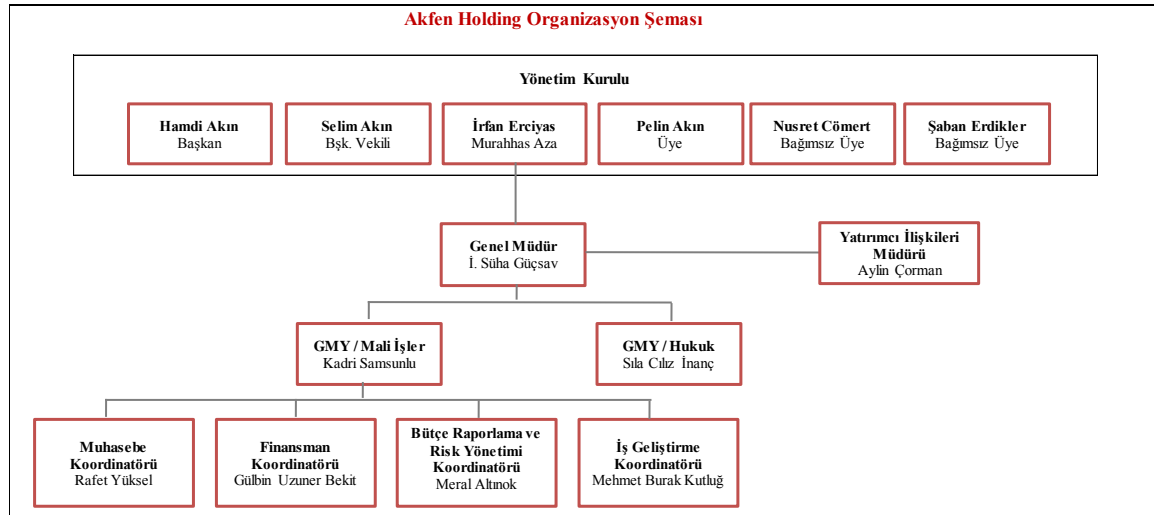 Akfen Holding Organizasyon Şeması
Yönetim Kurulu
Hamdi Akın
Başkan
Selim Akın
Bşk. Vekili
İrfan Erciyas
Murahhas Aza
Pelin Akın
Üye
Nusret Cömert
Bağımsız Üye
Şaban Erdikler
Bağımsız Üye
Genel Müdür
İ. Süha Güçsav
Yatırımcı İlişkileri
Müdürü
Aylin Çorman
GMY / Mali İşler
Kadri Samsunlu
GMY / Hukuk
Sıla Cılız İnanç
Muhasebe
Koordinatörü
Rafet Yüksel
Finansman
Koordinatörü
Gülbin Uzuner Bekit
Bütçe Raporlama ve
Risk Yönetimi
Koordinatörü
Meral Altınok
İş Geliştirme
Koordinatörü
Mehmet Burak Kutluğ